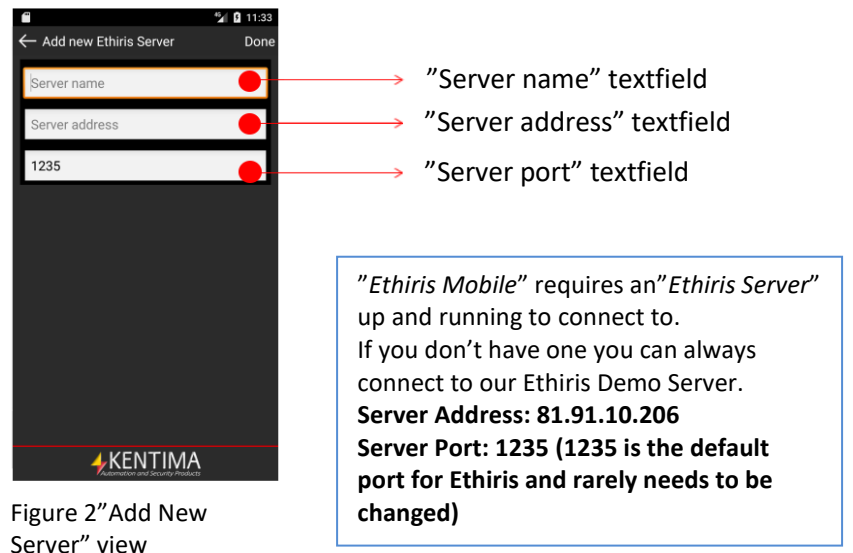 11:33
Add new Ethiris Server Done
Server name
Server address
1235
KENTIMA
Automation and Security Products
”Server name” textfield
”Server address” textfield
”Server port” textfield
”Ethiris Mobile” requires an”Ethiris Server”
up and running to connect to.
If you don’t have one you can always
connect to our Ethiris Demo Server.
Server Address: 81.91.10.206
Server Port: 1235 (1235 is the default
port for Ethiris and rarely needs to be
changed)
Figure 2”Add New
Server” view